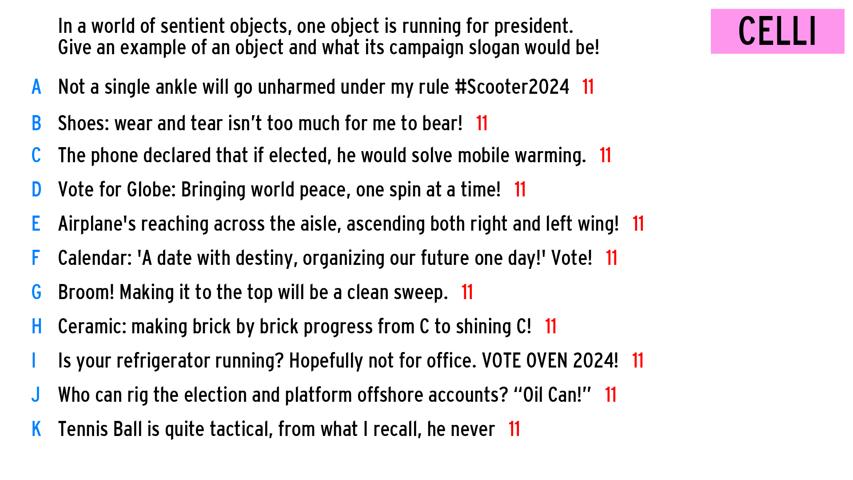 In a world of sentient objects, one object is running for president.
Give an example of an object and what its campaign slogan would be!
CELLI
A Not a single ankle will go unharmed under my rule #Scooter2024 11
B Shoes: wear and tear isn't too much for me to bear! 11
C The phone declared that if elected, he would solve mobile warming. 11
D Vote for Globe: Bringing world peace, one spin at a time! 11
E Airplane's reaching across the aisle, ascending both right and left wing! 11
F Calendar: 'A date with destiny, organizing our future one day!' Vote! 11
G Broom! Making it to the top will be a clean sweep. 11
H Ceramic: making brick by brick progress from C to shining C! 11
I Is your refrigerator running? Hopefully not for office. VOTE OVEN 2024! 11
J Who can rig the election and platform offshore accounts? “Oil Can!” 11
K Tennis Ball is quite tactical, from what I recall, he never 11